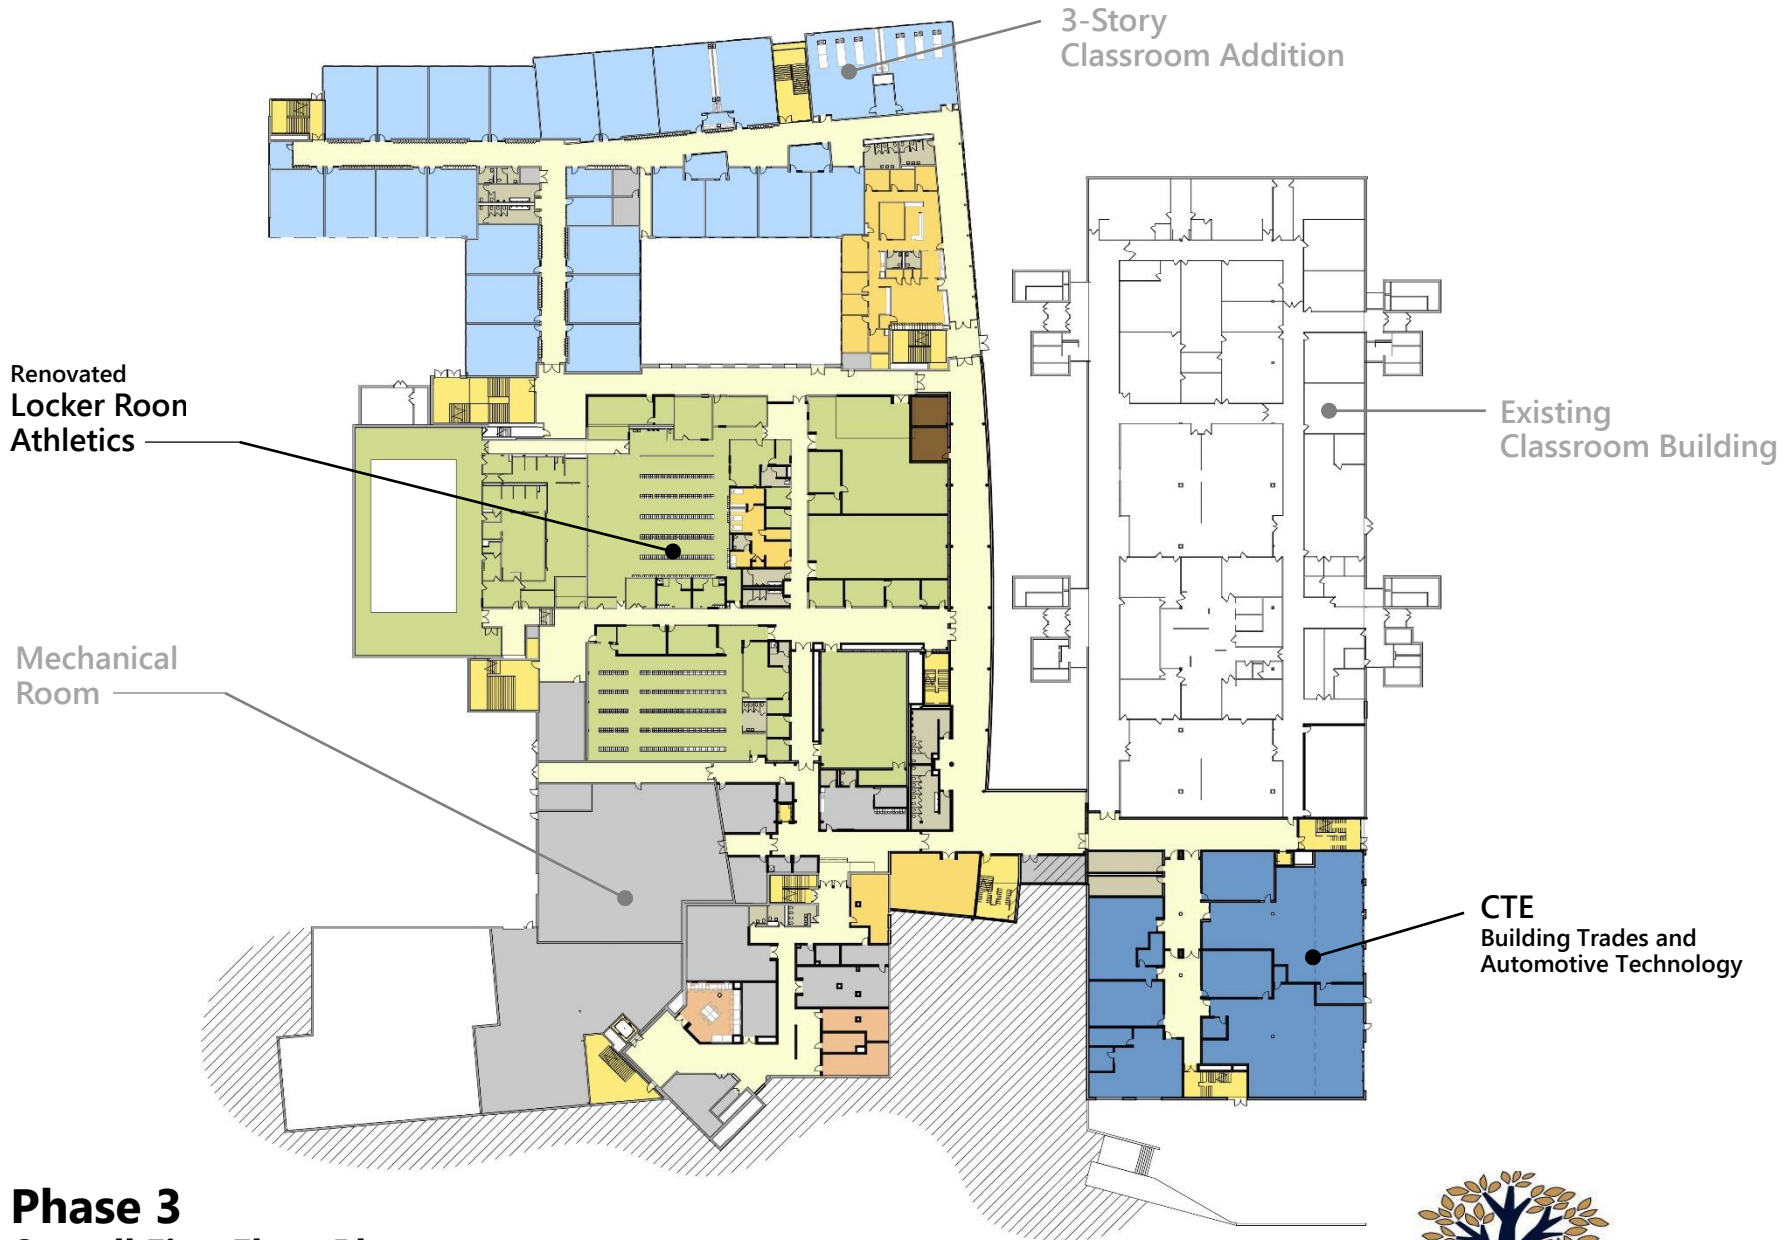 3-Story
Classroom Addition
Renovated
Locker Roon
Athletics
Existing
Classroom Building
Mechanical
Room
CTE
Building Trades and
Automotive Technology
Phase 3